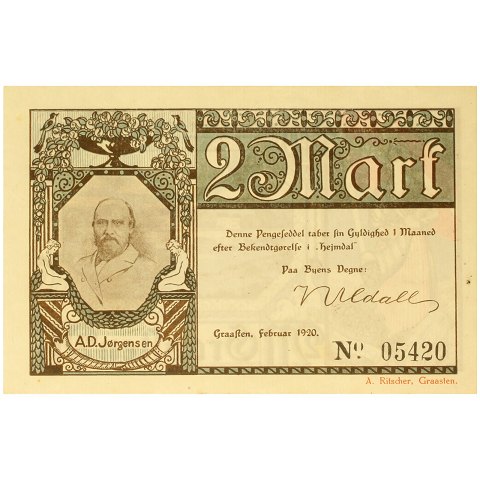 2 Mark
Denne Pengeseddel taber sin Gyldighed 1 Maaned
efter Bekendtgørelse i „Hejmdal”
Paa Byens Vegne:
Graasten, Februar 1920.
No 05420
A.D. Jørgensen
A. Ritscher, Graasten.